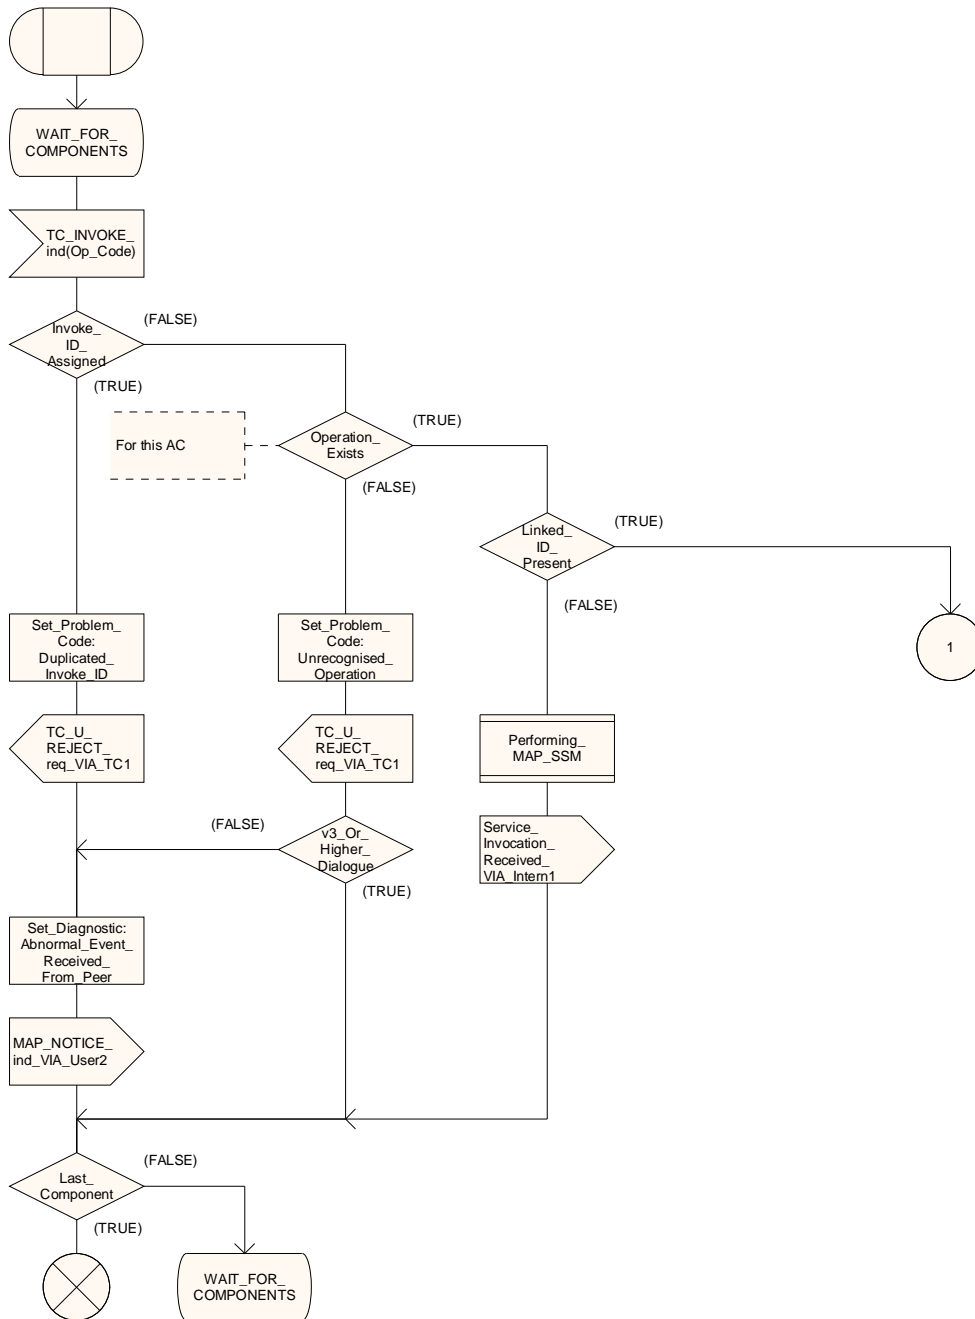 WAIT_FOR_
COMPONENTS
TC_INVOKE_
ind(Op_Code)
(FALSE)
Invoke_
ID_
Assigned
(TRUE)
For this AC
(TRUE)
Operation_
Exists
(FALSE)
(TRUE)
Linked_
ID_
Present
(FALSE)
Set_Problem_
Code:
Duplicated_
Invoke_ID
Set_Problem_
Code:
Unrecognised_
Operation
1
TC_U_
REJECT_
req_VIA_TC1
TC_U_
REJECT_
req_VIA_TC1
Performing_
MAP_SSM
(FALSE)
v3_Or_
Higher_
Dialogue
(TRUE)
Service_
Invocation_
Received_
VIA_Intern1
Set_Diagnostic:
Abnormal_Event_
Received_
From_Peer
MAP_NOTICE_
ind_VIA_User2
(FALSE)
Last_
Component
(TRUE)
WAIT_FOR_
COMPONENTS